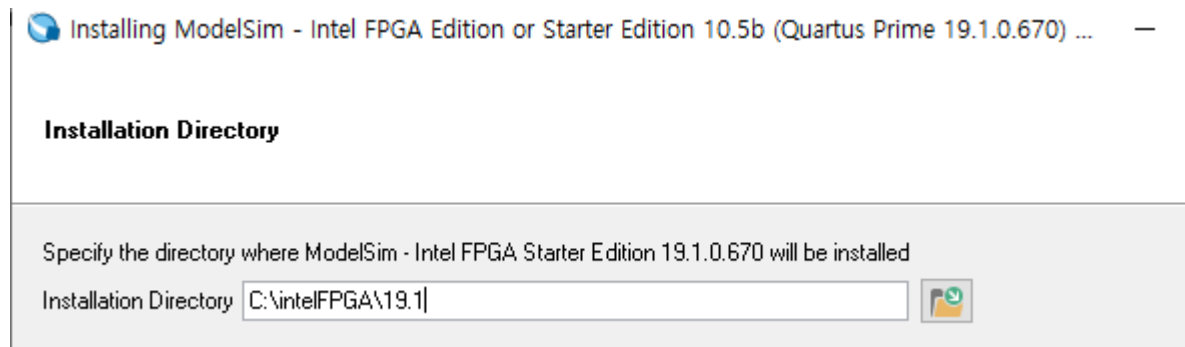 Installing ModelSim - Intel FPGA Edition or Starter Edition 10.5b (Quartus Prime 19.1.0.670) ...
Installation Directory
Specify the directory where ModelSim - Intel FPGA Starter Edition 19.1.0.670 will be installed
Installation Directory C:\intelFPGA\19.1